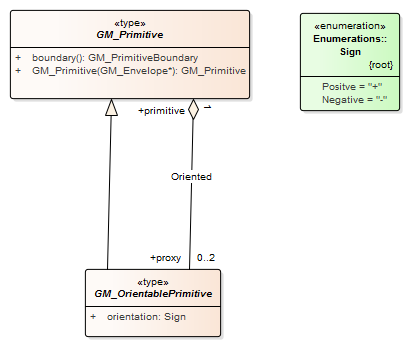 «type»
GM_Primitive
+ boundary(): GM_PrimitiveBoundary
+ GM_Primitive(GM_Envelope*): GM_Primitive
«enumeration»
Enumerations::
Sign
{root}
Positve = "+"
Negative = "-"
+primitive
Oriented
+proxy 0..2
«type»
GM_OrientablePrimitive
+ orientation: Sign